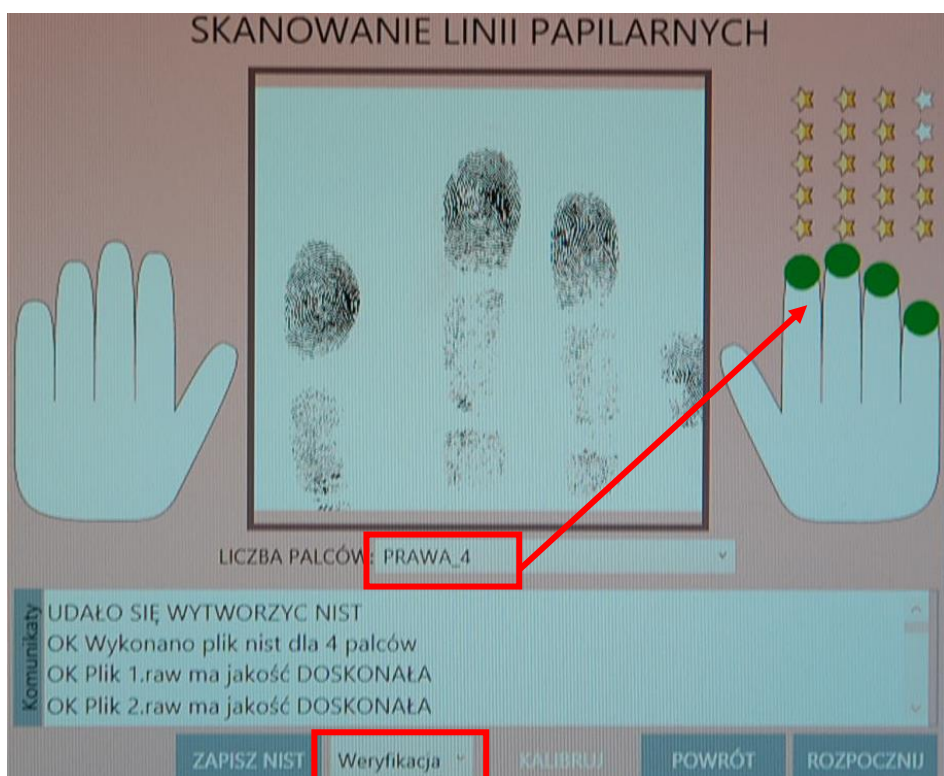 SKANOWANIE LINII PAPILARNYCH
LICZBA PALCÓW: PRAWA_4
Komunikaty
UDAŁO SIĘ WYTWORZYC NIST
OK Wykonano plik nist dla 4 palców
OK Plik 1.raw ma jakość DOSKONAŁA
OK Plik 2.raw ma jakość DOSKONAŁA
ZAPISZ NIST Weryfikacja KALIBRUJ POWRÓT ROZPOCZNIJ